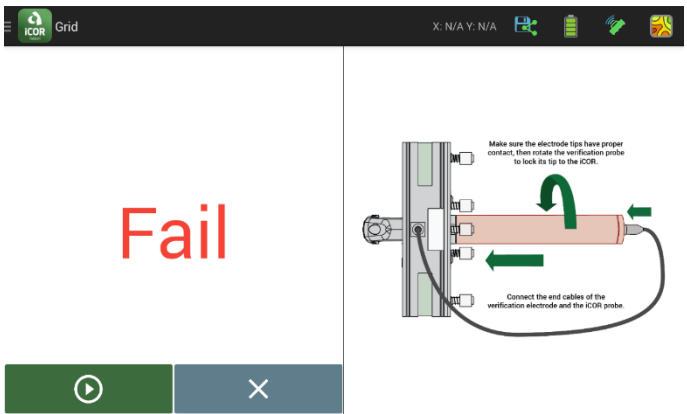 iCOR
Grid
X: N/A Y: N/A
Fail
Make sure the electrode tips have proper
contact, then rotate the verification probe
to lock its tip to the iCOR.
Connect the end cables of the
verification electrode and the iCOR probe.